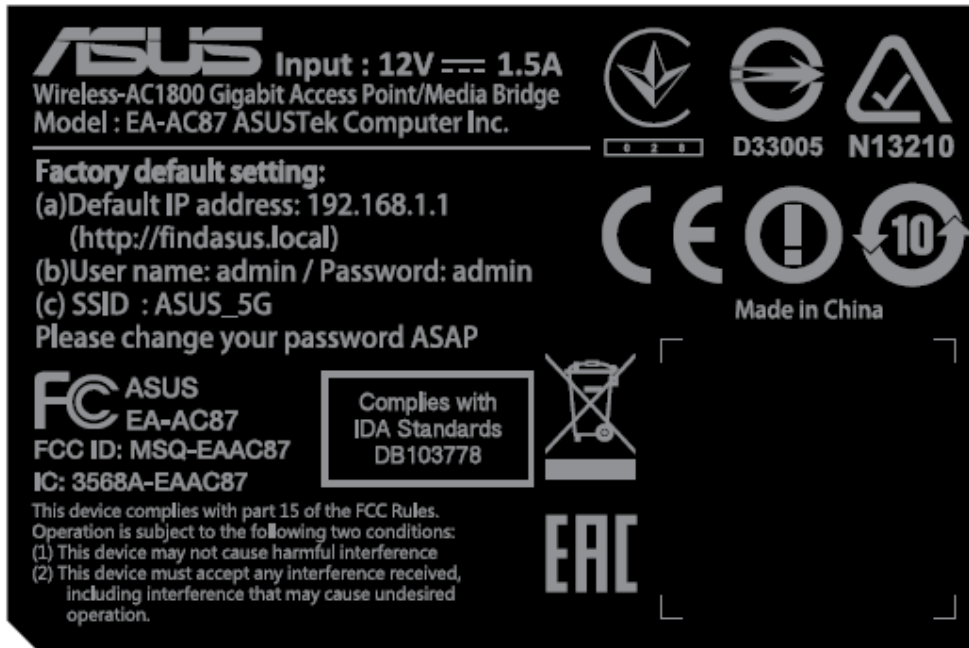 ASUS Input : 12V 1.5A
Wireless-AC1800 Gigabit Access Point/Media Bridge
Model : EA-AC87 ASUSTek Computer Inc.
Factory default setting:
(a)Default IP address: 192.168.1.1
(http://findasus.local)
(b)User name: admin / Password: admin
(c) SSID : ASUS_5G
Please change your password ASAP
FC ASUS
EA-AC87
FCC ID: MSQ-EAAC87
IC: 3568A-EAAC87
Complies with
IDA Standards
DB103778
This device complies with part 15 of the FCC Rules.
Operation is subject to the following two conditions:
(1) This device may not cause harmful interference
(2) This device must accept any interference received,
including interference that may cause undesired
operation.
0 2 8
D33005
N13210
CE
!
10
Made in China
EAC